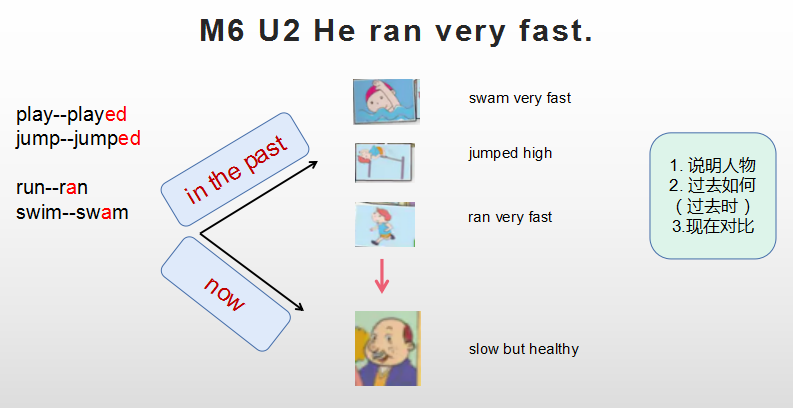 M6 U2 He ran very fast.
play--played
jump--jumped
run--ran
swim--swam
in the past
now
swam very fast
jumped high
ran very fast
slow but healthy
1. 说明人物
2. 过去如何
（过去时）
3.现在对比